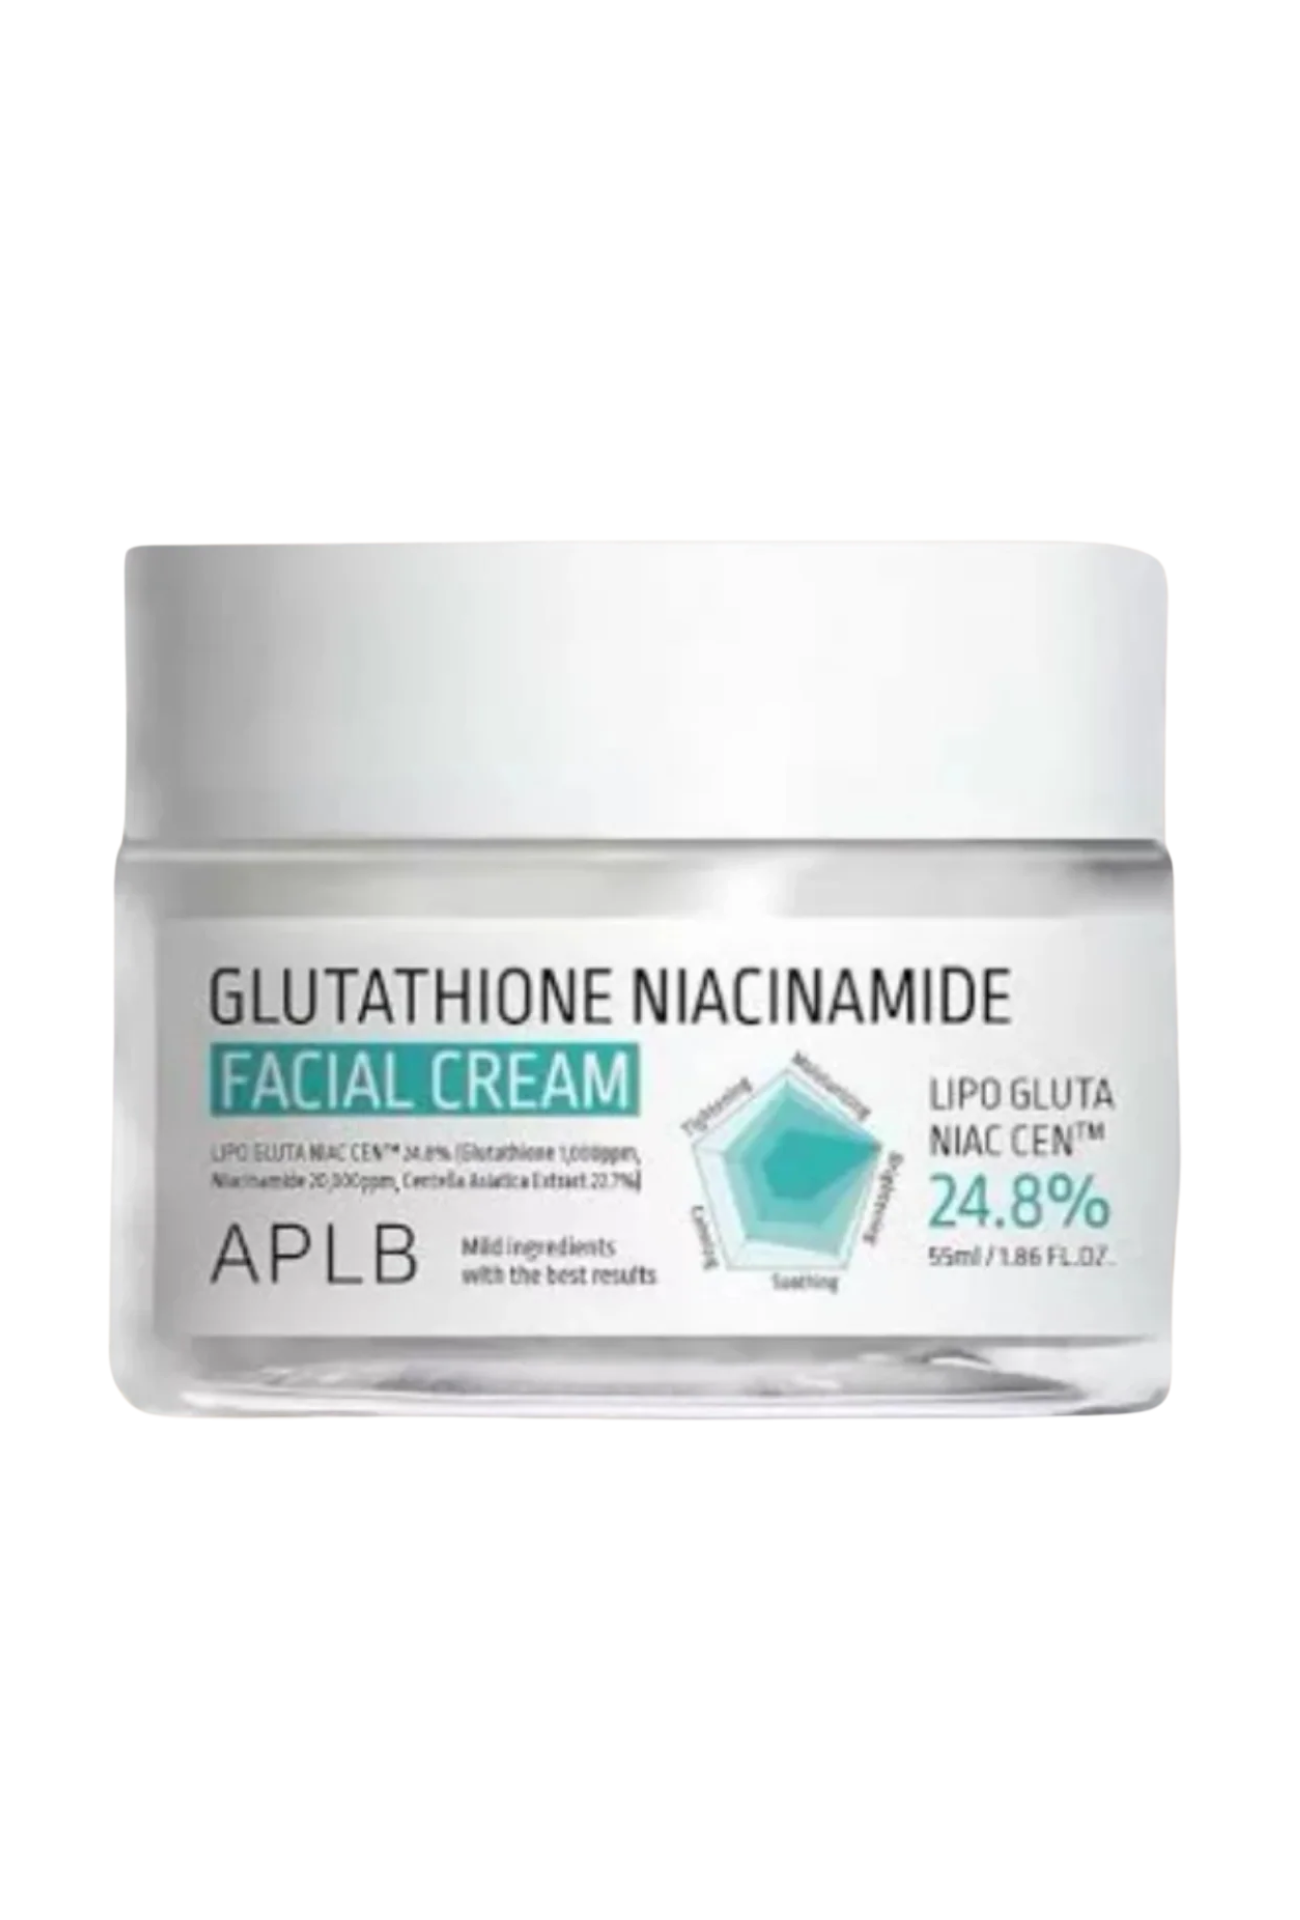 GLUTATHIONE NIACINAMIDE
FACIAL CREAM
LIPO GLUTA NIAC CEN™ 24.8% (Glutathione 1,000ppm,
Niacinamide 20,000ppm, Centella Asiatica Extract 22.7%)
APLB
Mild ingredients
with the best results
Tightening
Moisturizing
Brightening
Soothing
Calming
LIPO GLUTA
NIAC CEN™
24.8%
55ml / 1.86 FL.OZ.